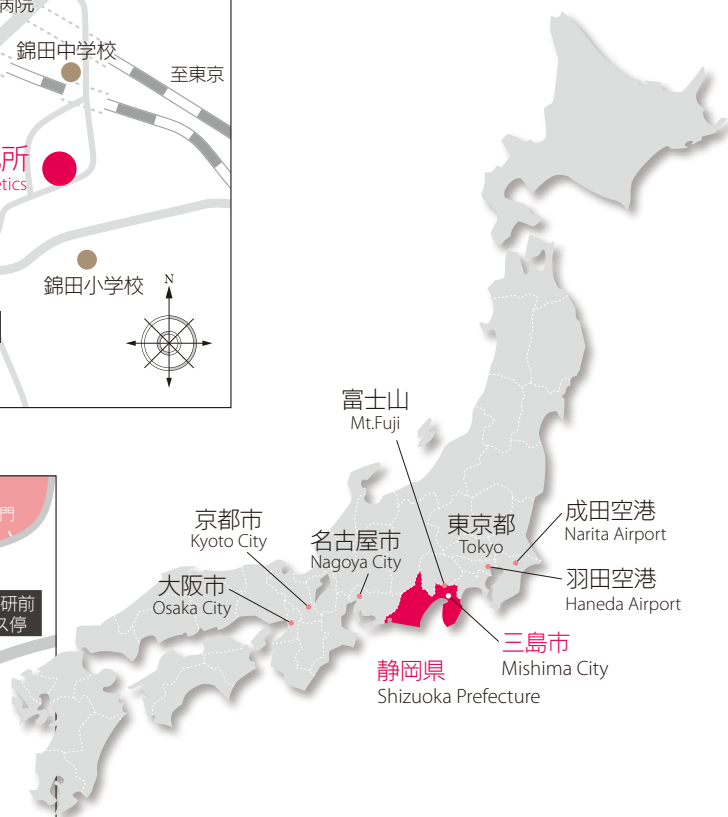 病院
錦田中学校
至東京
所
etics
錦田小学校
N
富士山
Mt.Fuji
京都市
Kyoto City
名古屋市
Nagoya City
東京都
Tokyo
成田空港
Narita Airport
大阪市
Osaka City
羽田空港
Haneda Airport
三島市
Mishima City
静岡県
Shizuoka Prefecture
門
研前
ス停